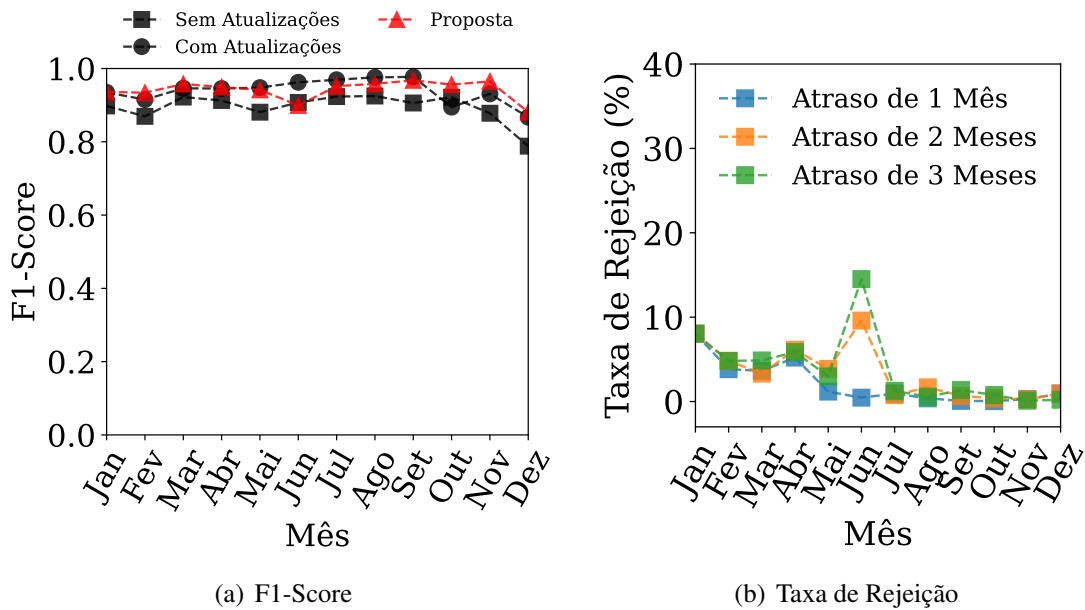 Sem Atualizações
Com Atualizações
Proposta
F1-Score
1.0
0.8
0.6
0.4
0.2
0.0
Jan
Fev
Mar
Abr
Mai
Jun
Jul
Ago
Set
Out
Nov
Dez
Mês
(a) F1-Score
Atraso de 1 Mês
Atraso de 2 Meses
Atraso de 3 Meses
Taxa de Rejeição (%)
40
30
20
10
0
Jan
Fev
Mar
Abr
Mai
Jun
Jul
Ago
Set
Out
Nov
Dez
Mês
(b) Taxa de Rejeição